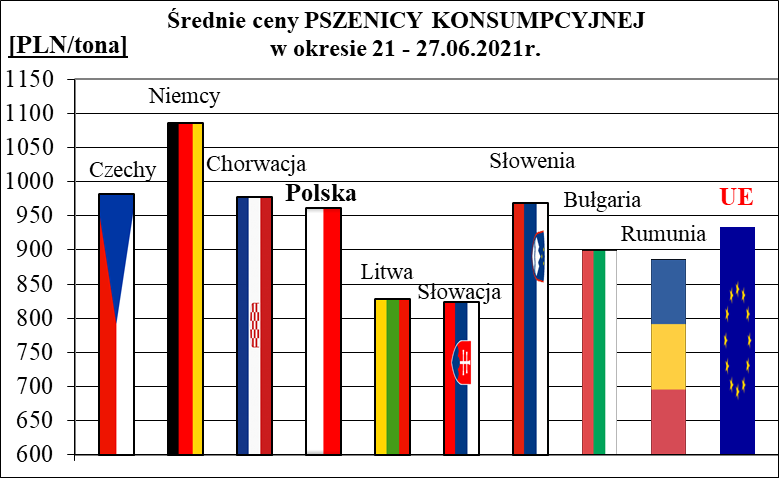 Średnie ceny PSZENICY KONSUMPCYJNEJ
w okresie 21 - 27.06.2021r.
[PLN/tona]
1150
1100
1050
1000
950
900
850
800
750
700
650
600
Czechy
Niemcy
Chorwacja
Polska
Litwa
Słowacja
Słowenia
Bułgaria
Rumunia
UE